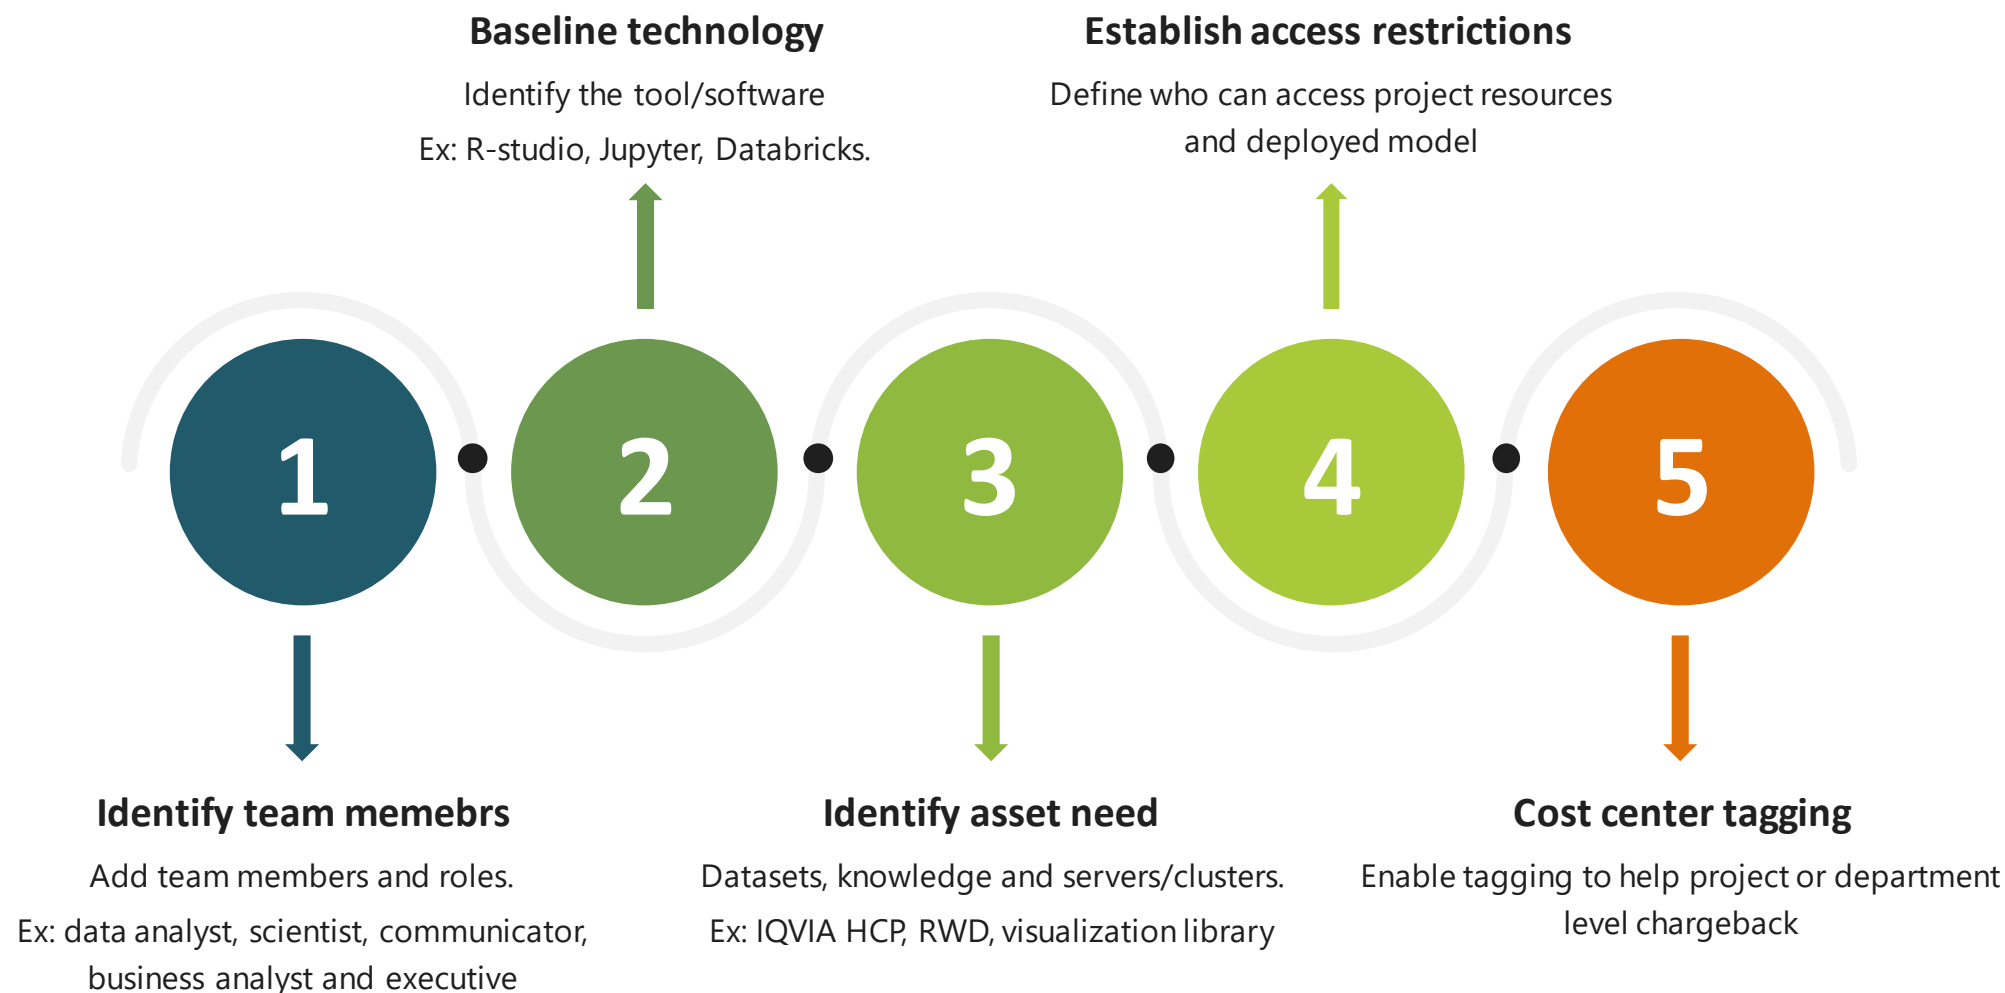 Baseline technology
Identify the tool/software
Ex: R-studio, Jupyter, Databricks.
Establish access restrictions
Define who can access project resources
and deployed model
1
2
3
4
5
Identify team memebrs
Add team members and roles.
Ex: data analyst, scientist, communicator,
business analyst and executive
Identify asset need
Datasets, knowledge and servers/clusters.
Ex: IQVIA HCP, RWD, visualization library
Cost center tagging
Enable tagging to help project or department
level chargeback